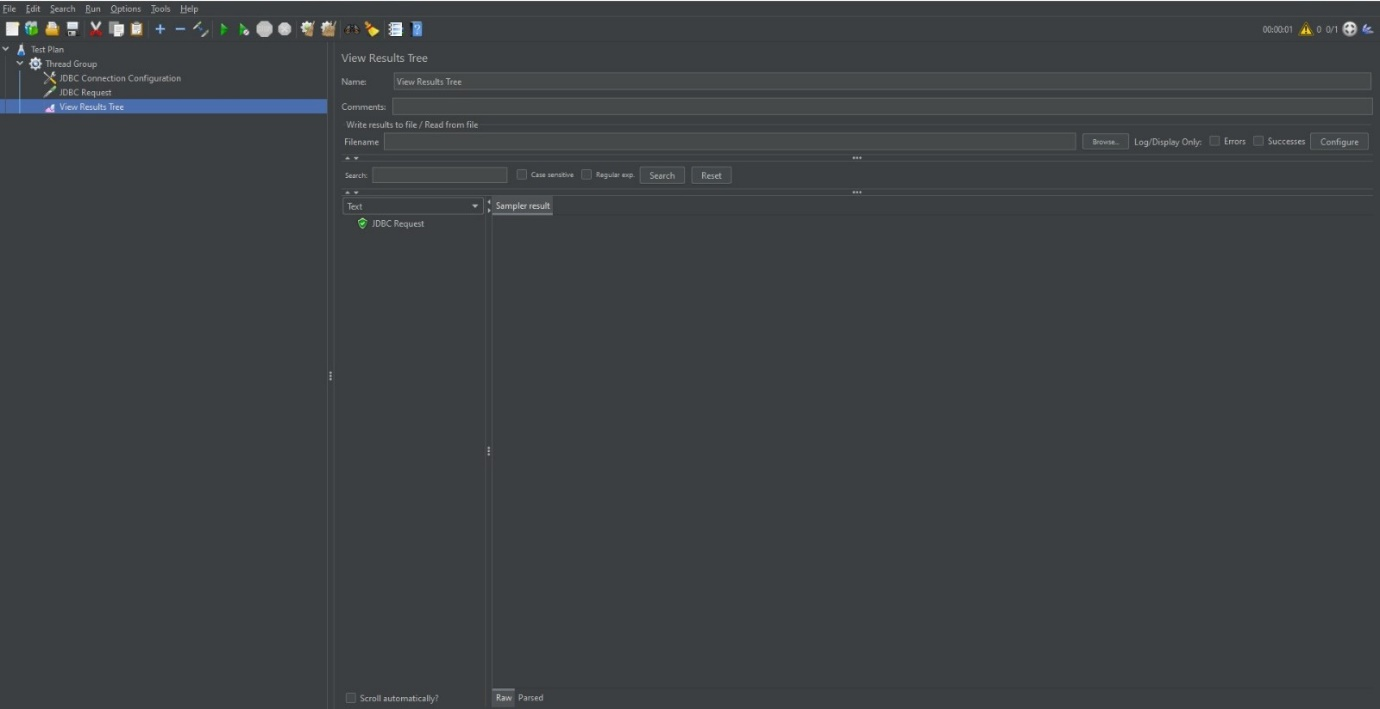 File Edit Search Run Options Tools Help
00:00:01 0 0/1
Test Plan
Thread Group
JDBC Connection Configuration
JDBC Request
View Results Tree
View Results Tree
Name: View Results Tree
Comments:
Write results to file / Read from file
Filename Browse... Log/Display Only: Errors Successes Configure
Search: Case sensitive Regular exp. Search Reset
Text
JDBC Request
Scroll automatically?
Sampler result
Raw Parsed